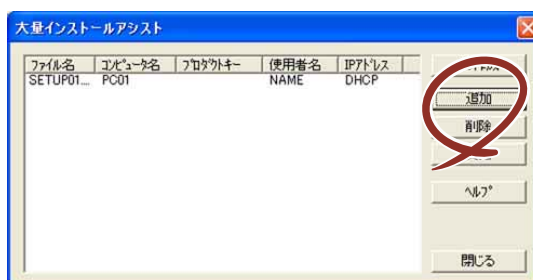 大量インストールアシスト
ファイル名 コンピュータ名 プロダクトキー 使用者名 IPアドレス
SETUP01... PC01 NAME DHCP
追加
削除
ヘルプ
閉じる